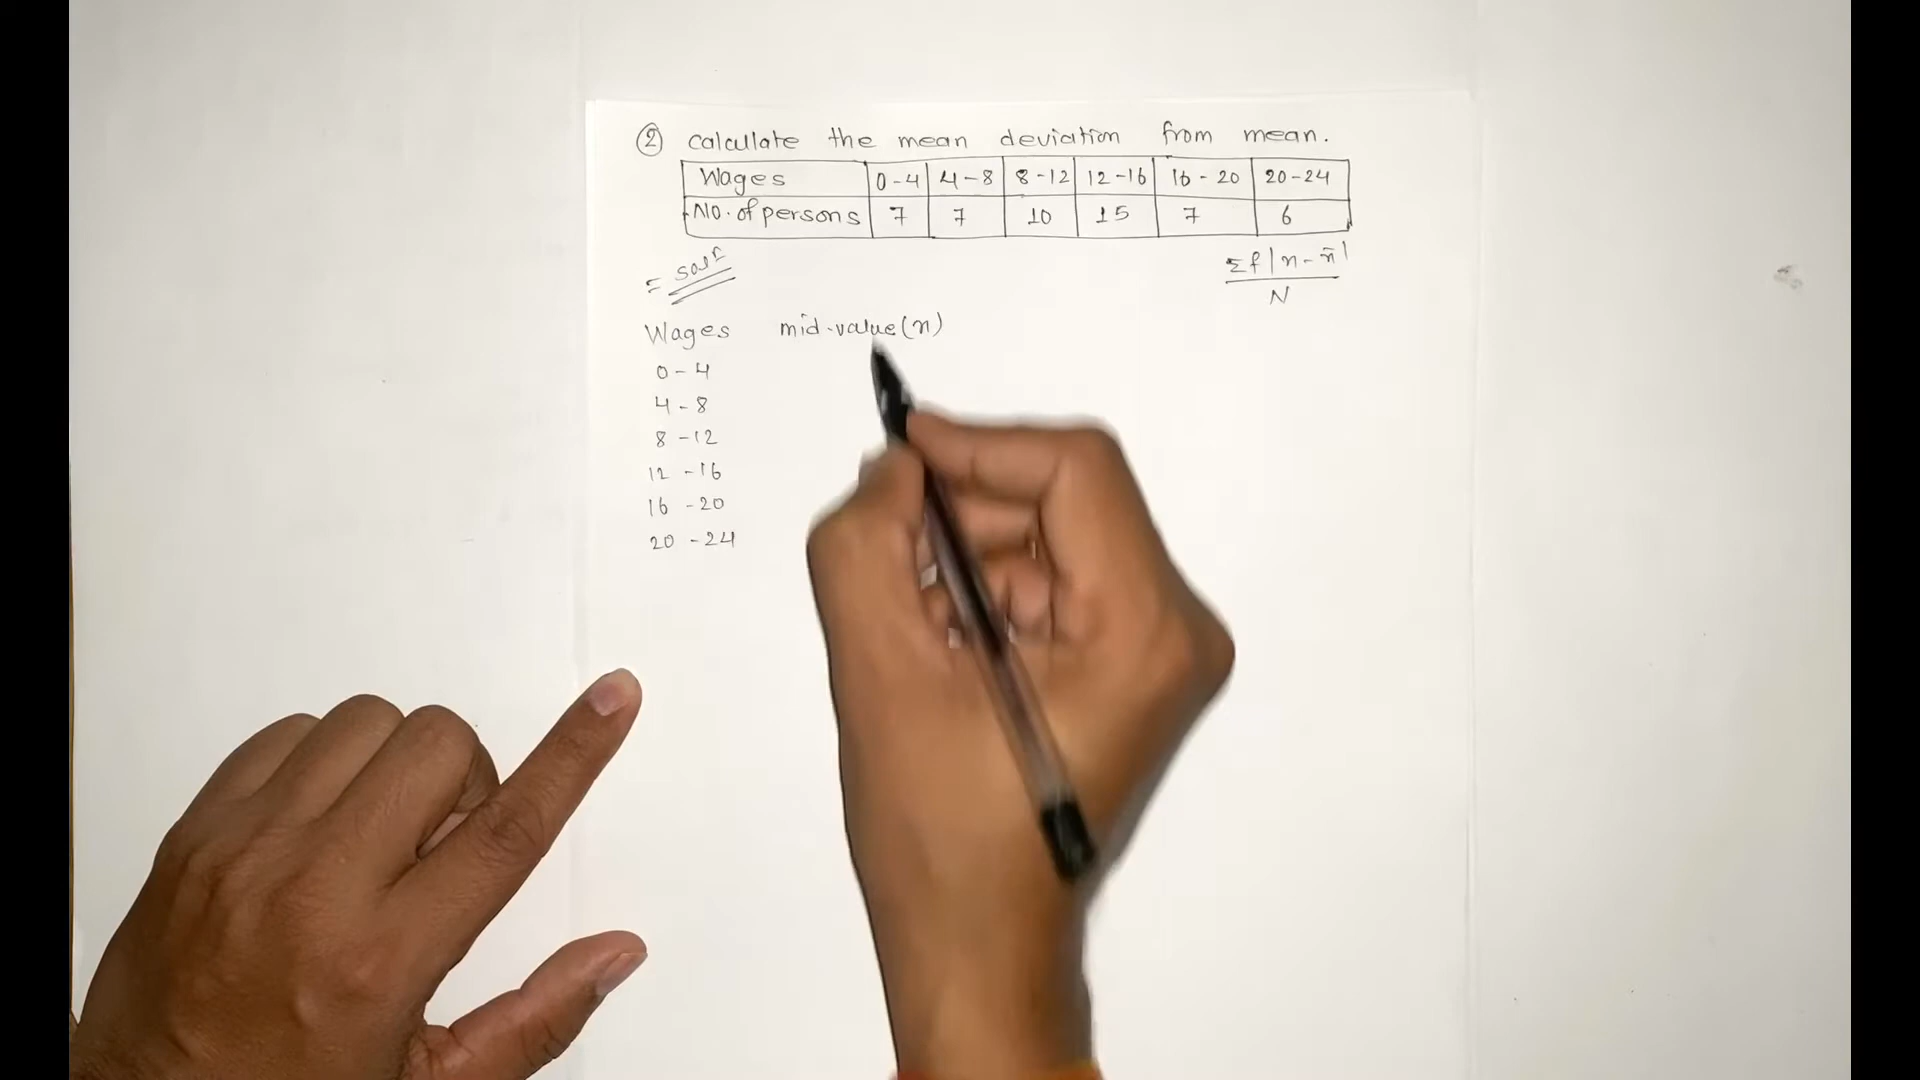 ② Calculate the mean deviation from mean.
Wages 0-4 4-8 8-12 12-16 16-20 20-24
No. of persons 7 7 10 15 7 6
= Solⁿ
Σf|x-x̄|
N
Wages mid-value(x)
0-4
4-8
8-12
12-16
16-20
20-24